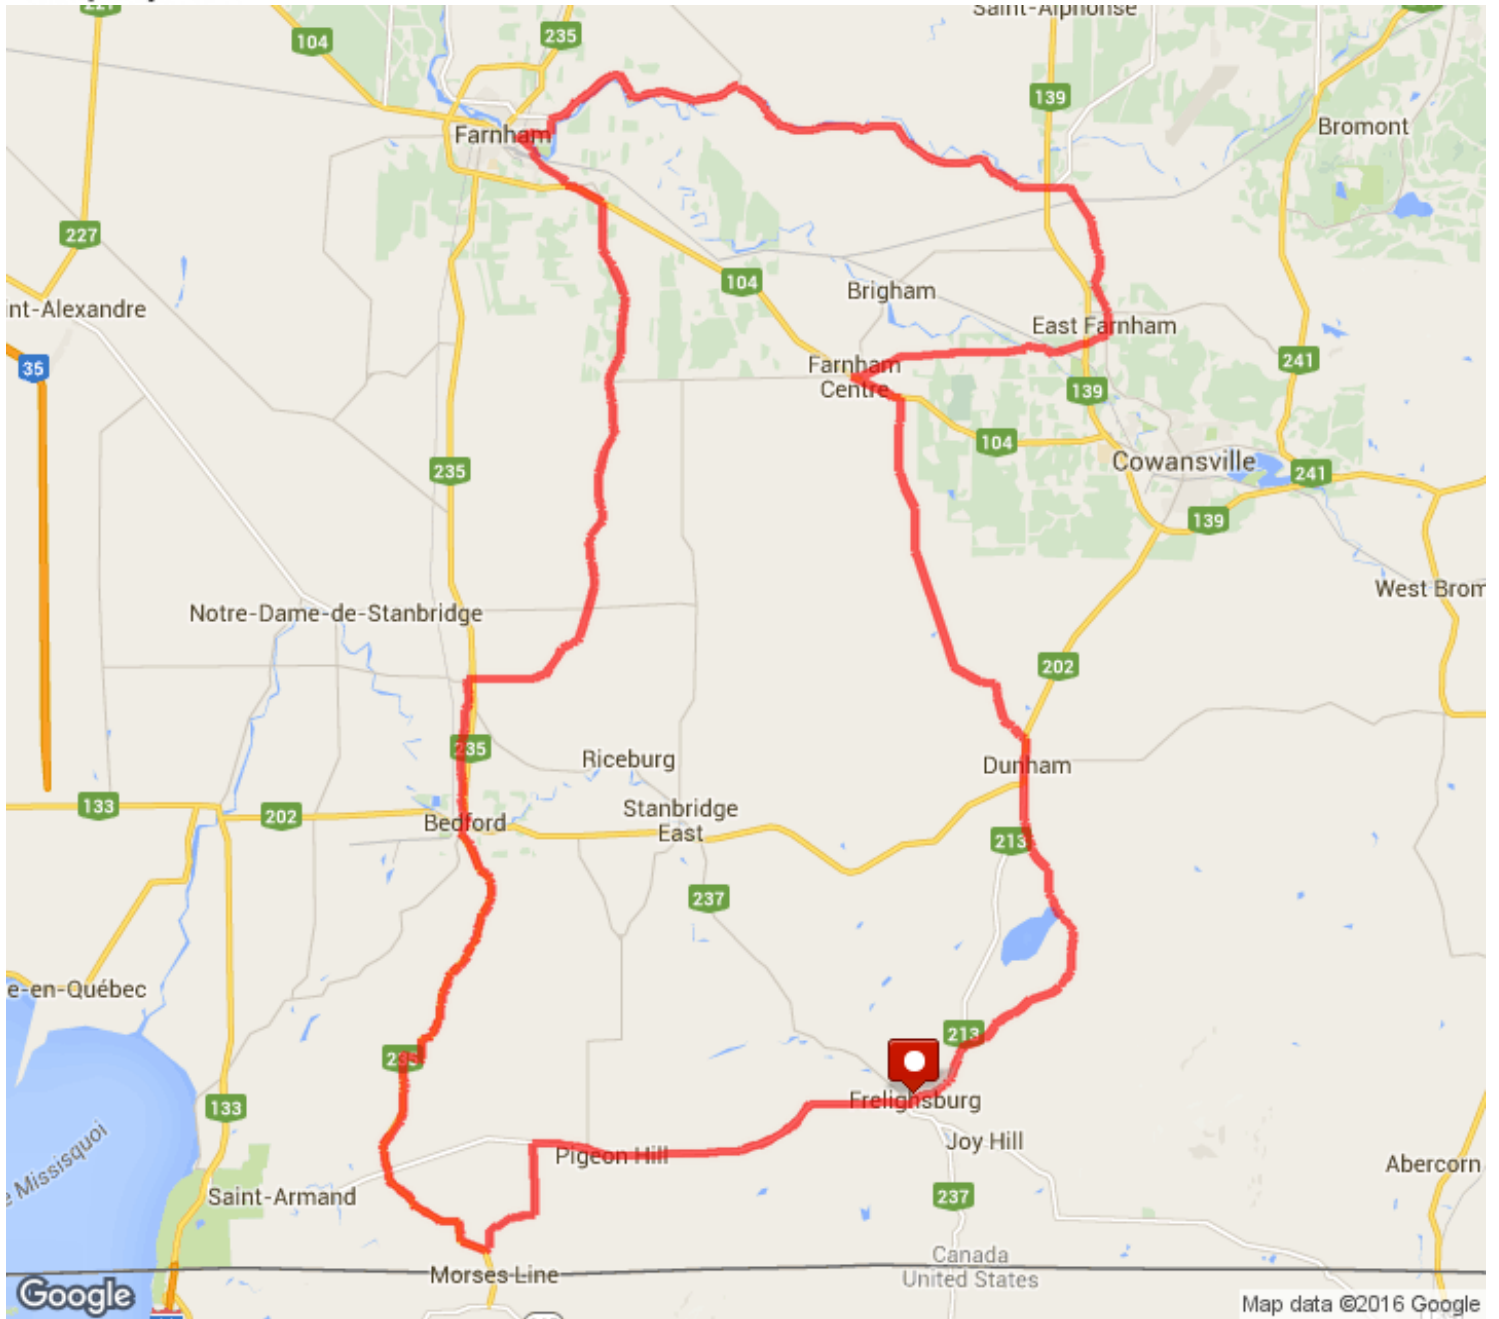 227
Saint-Alphonse
104
235
139
Farnham
Bromont
227
104
Brigham
int-Alexandre
East Farnham
35
Farnham
Centre
241
139
104
Cowansville
241
235
139
West Brom
Notre-Dame-de-Stanbridge
202
235
Riceburg
Dunham
133
202
Bedford
Stanbridge
East
213
237
e-en-Québec
213
133
Frelighsburg
Joy Hill
Pigeon Hill
Missisquoi
Abercorn
Saint-Armand
237
Canada
United States
Morses Line
Google
Map data ©2016 Google